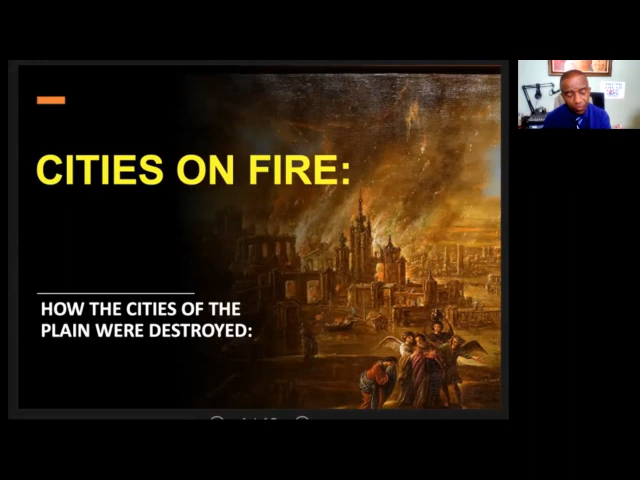 CITIES ON FIRE:
HOW THE CITIES OF THE
PLAIN WERE DESTROYED: